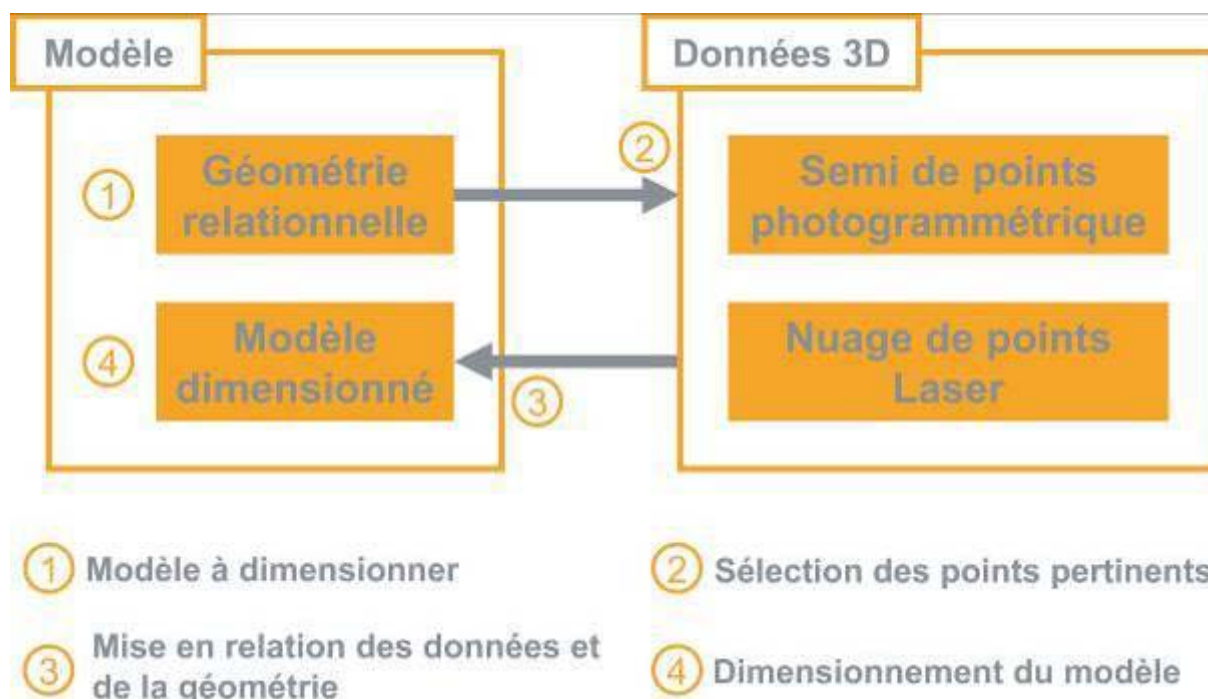 Modèle
Données 3D
1
Géométrie
relationnelle
2
Semi de points
photogrammétrique
4
Modèle
dimensionné
3
Nuage de points
Laser
1 Modèle à dimensionner
2 Sélection des points pertinents
3 Mise en relation des données et
de la géométrie
4 Dimensionnement du modèle